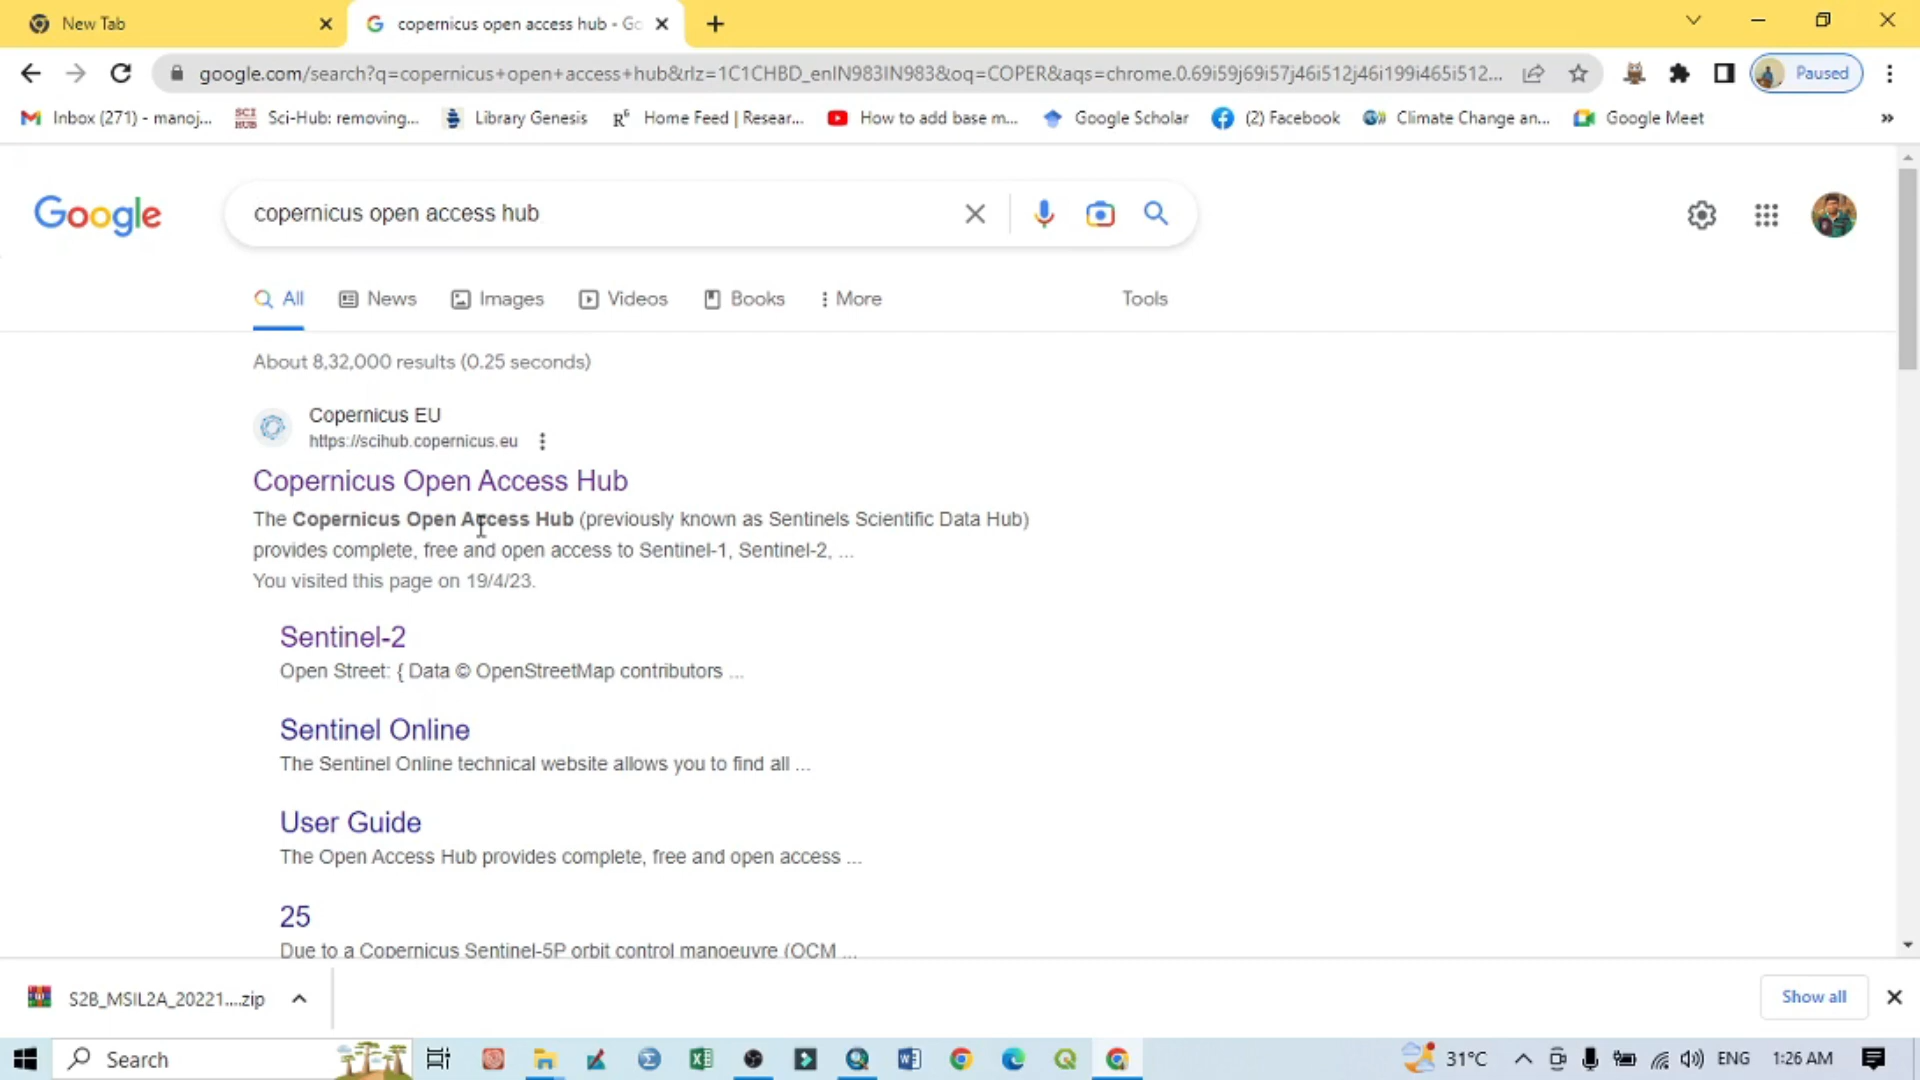 New Tab
copernicus open access hub - Go
google.com/search?q=copernicus+open+access+hub&rlz=1C1CHBD_enIN983IN983&oq=COPER&aqs=chrome.0.69i59j69i57j46i512j46i199i465i512...
Paused
Inbox (271) - manoj...
SCI HUB
Sci-Hub: removing...
Library Genesis
R⁶
Home Feed | Resear...
How to add base m...
Google Scholar
(2) Facebook
Climate Change an...
Google Meet
»
Google
copernicus open access hub
All
News
Images
Videos
Books
More
Tools
About 8,32,000 results (0.25 seconds)
Copernicus EU
https://scihub.copernicus.eu
Copernicus Open Access Hub
The Copernicus Open Access Hub (previously known as Sentinels Scientific Data Hub)
provides complete, free and open access to Sentinel-1, Sentinel-2, ...
You visited this page on 19/4/23.
Sentinel-2
Open Street: { Data © OpenStreetMap contributors ...
Sentinel Online
The Sentinel Online technical website allows you to find all ...
User Guide
The Open Access Hub provides complete, free and open access ...
25
Due to a Copernicus Sentinel-5P orbit control manoeuvre (OCM ...
S2B_MSIL2A_20221....zip
Show all
Search
31°C
ENG
1:26 AM